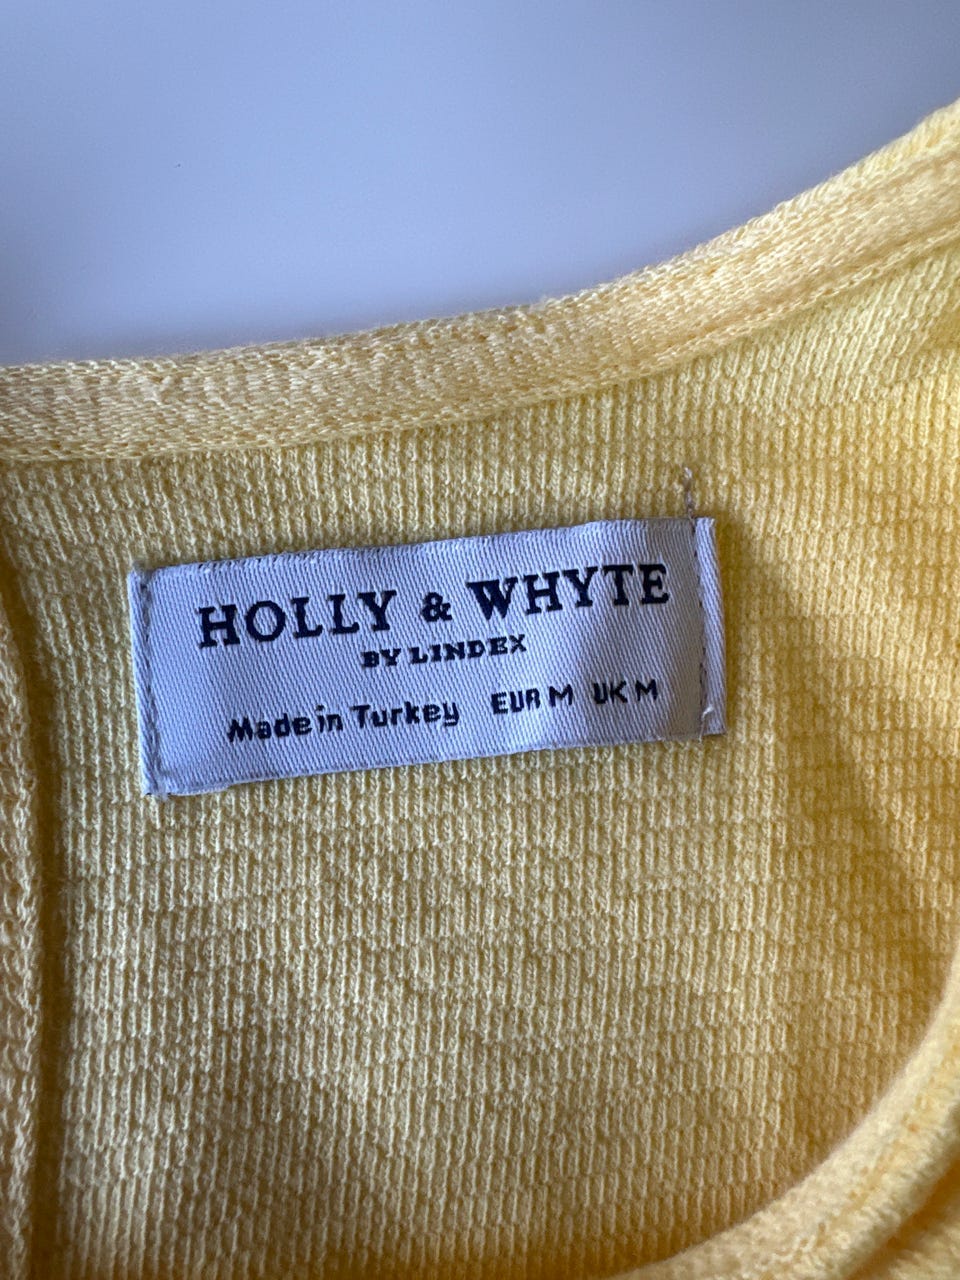 HOLLY & WHYTE
BY LINDEX
Made in Turkey EUR M UK M